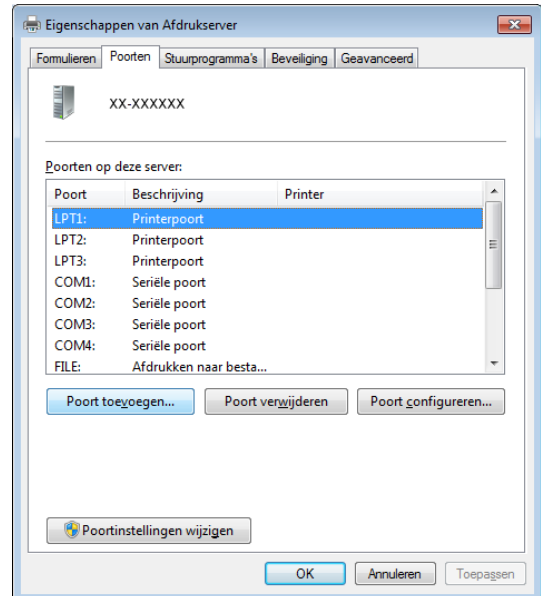 Eigenschappen van Afdrukserver
Formulieren Poorten Stuurprogramma's Beveiliging Geavanceerd
XX-XXXXXX
Poorten op deze server:
Poort Beschrijving Printer
LPT1: Printerpoort
LPT2: Printerpoort
LPT3: Printerpoort
COM1: Seriële poort
COM2: Seriële poort
COM3: Seriële poort
COM4: Seriële poort
FILE: Afdrukken naar besta...
Poort toevoegen... Poort verwijderen Poort configureren...
Poortinstellingen wijzigen
OK Annuleren Toepassen